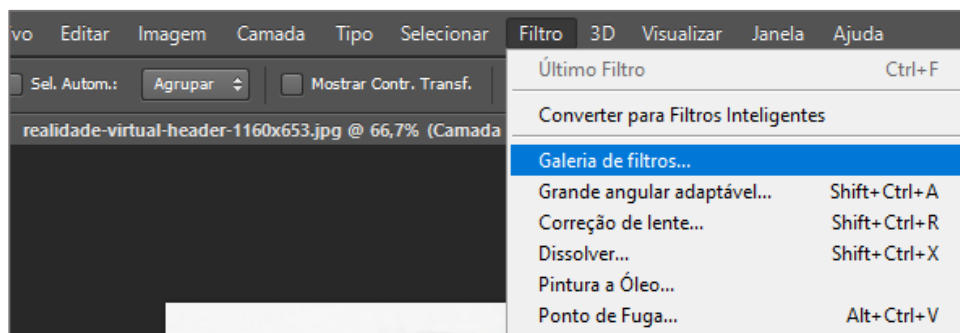 vo Editar Imagem Camada Tipo Selecionar Filtro 3D Visualizar Janela Ajuda
Sel. Autom.: Agrupar Mostrar Contr. Transf.
realidade-virtual-header-1160x653.jpg @ 66,7% (Camada
Último Filtro Ctrl+F
Converter para Filtros Inteligentes
Galeria de filtros...
Grande angular adaptável... Shift+Ctrl+A
Correção de lente... Shift+Ctrl+R
Dissolver... Shift+Ctrl+X
Pintura a Óleo...
Ponto de Fuga... Alt+Ctrl+V